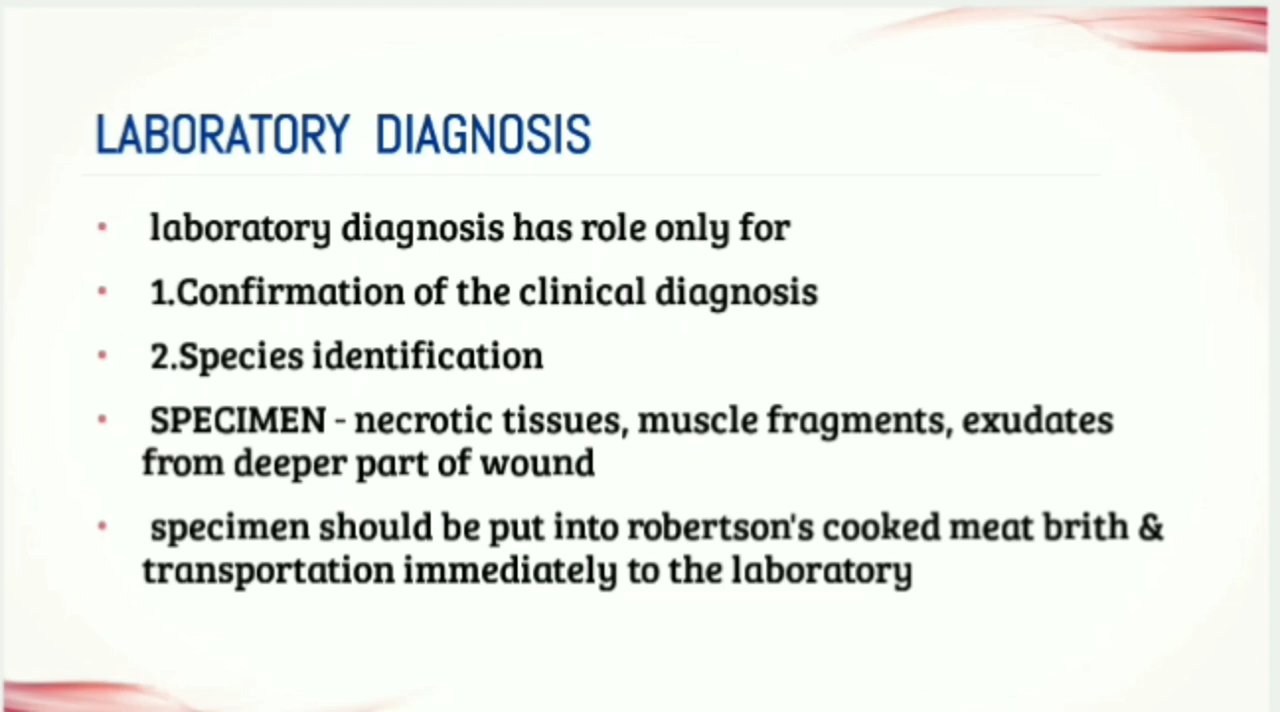 LABORATORY DIAGNOSIS
• laboratory diagnosis has role only for
• 1.Confirmation of the clinical diagnosis
• 2.Species identification
• SPECIMEN - necrotic tissues, muscle fragments, exudates
from deeper part of wound
• specimen should be put into robertson's cooked meat brith &
transportation immediately to the laboratory